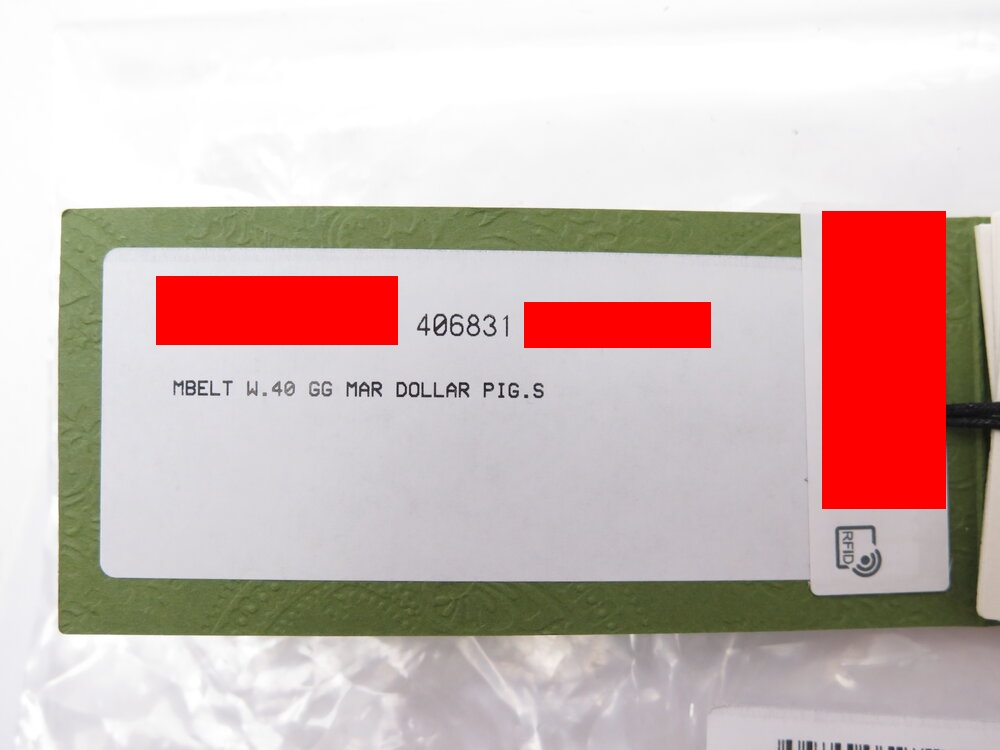 406831
MBELT W.40 GG MAR DOLLAR PIG.S
RFID